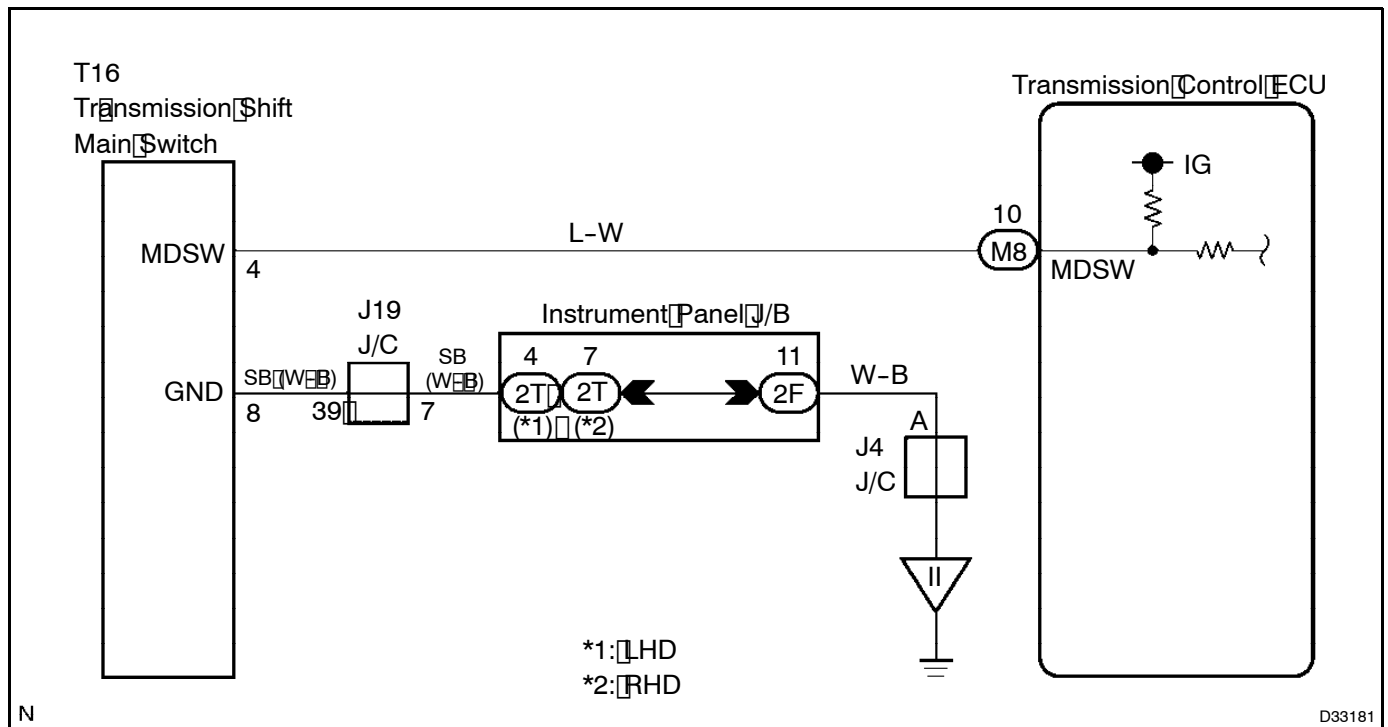 T16
Transmission Shift
Main Switch
Transmission Control ECU
IG
10
L-W
M8
MDSW
MDSW
4
J19
J/C
Instrument Panel J/B
SB (W-B)
SB
(W-B)
4
7
11
W-B
GND
8
39
7
2T
2T
2F
(*1) (*2)
A
J4
J/C
II
*1: LHD
*2: RHD
N
D33181